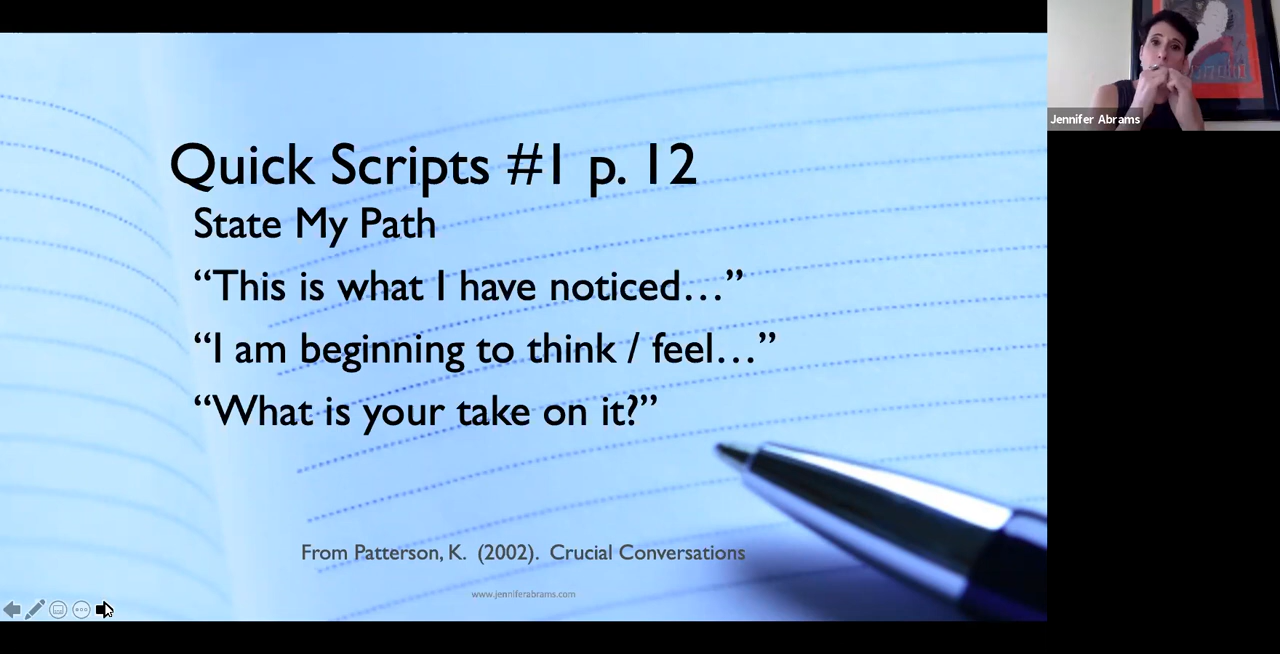 Quick Scripts #1 p. 12
State My Path
“This is what I have noticed…”
“I am beginning to think / feel…”
“What is your take on it?”
From Patterson, K. (2002). Crucial Conversations
www.jenniferabrams.com
Jennifer Abrams